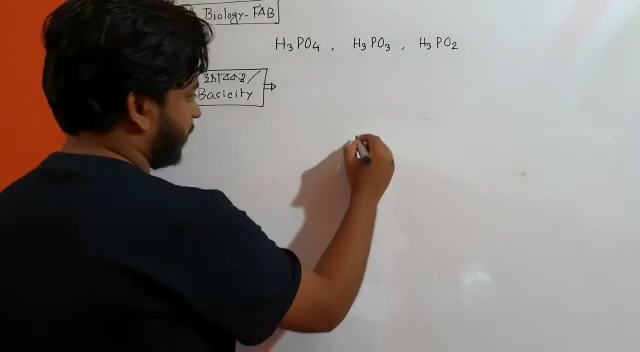 Biology-FAB
H₃PO₄ , H₃PO₃ , H₃PO₂
Basicity